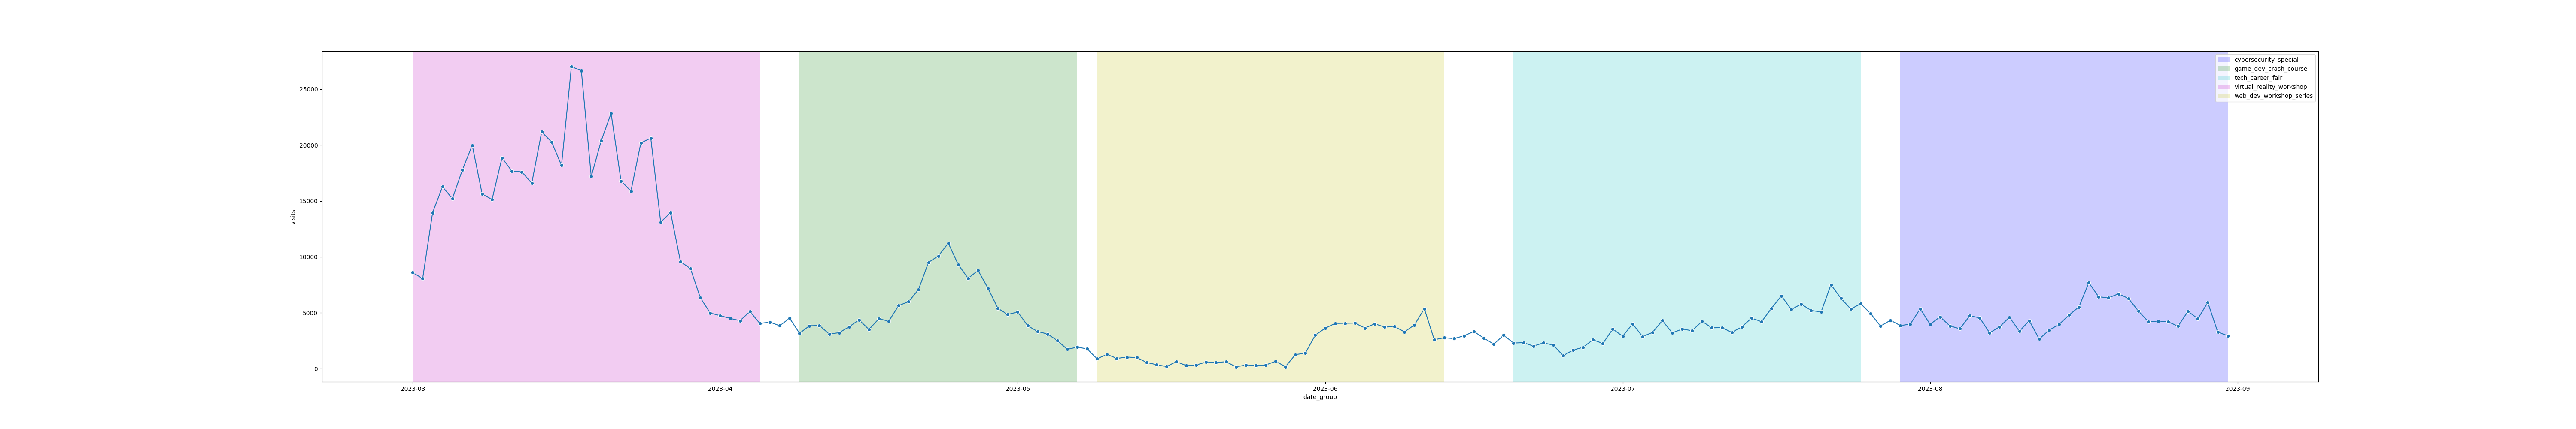 cybersecurity_special
game_dev_crash_course
tech_career_fair
virtual_reality_workshop
web_dev_workshop_series
25000
20000
15000
10000
5000
0
visits
2023-03
2023-04
2023-05
2023-06
2023-07
2023-08
2023-09
date_group